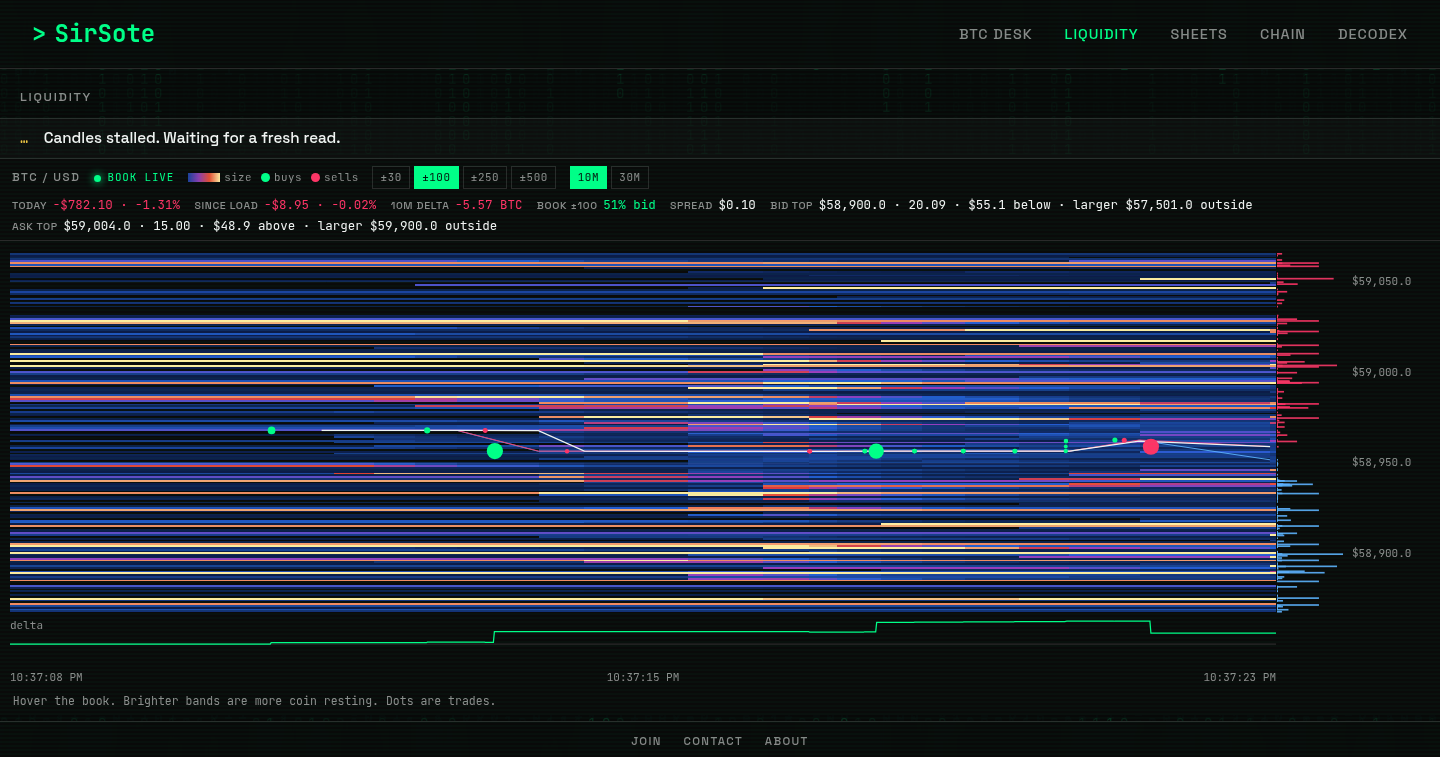 > SirSote
BTC DESK LIQUIDITY SHEETS CHAIN DECODEX
LIQUIDITY
… Candles stalled. Waiting for a fresh read.
BTC / USD BOOK LIVE size buys sells ±30 ±100 ±250 ±500 10M 30M
TODAY -$782.10 · -1.31% SINCE LOAD -$8.95 · -0.02% 10M DELTA -5.57 BTC BOOK ±100 51% bid SPREAD $0.10 BID TOP $58,900.0 · 20.09 · $55.1 below · larger $57,501.0 outside
ASK TOP $59,004.0 · 15.00 · $48.9 above · larger $59,900.0 outside
$59,050.0
$59,000.0
$58,950.0
$58,900.0
delta
10:37:08 PM 10:37:15 PM 10:37:23 PM
Hover the book. Brighter bands are more coin resting. Dots are trades.
JOIN CONTACT ABOUT